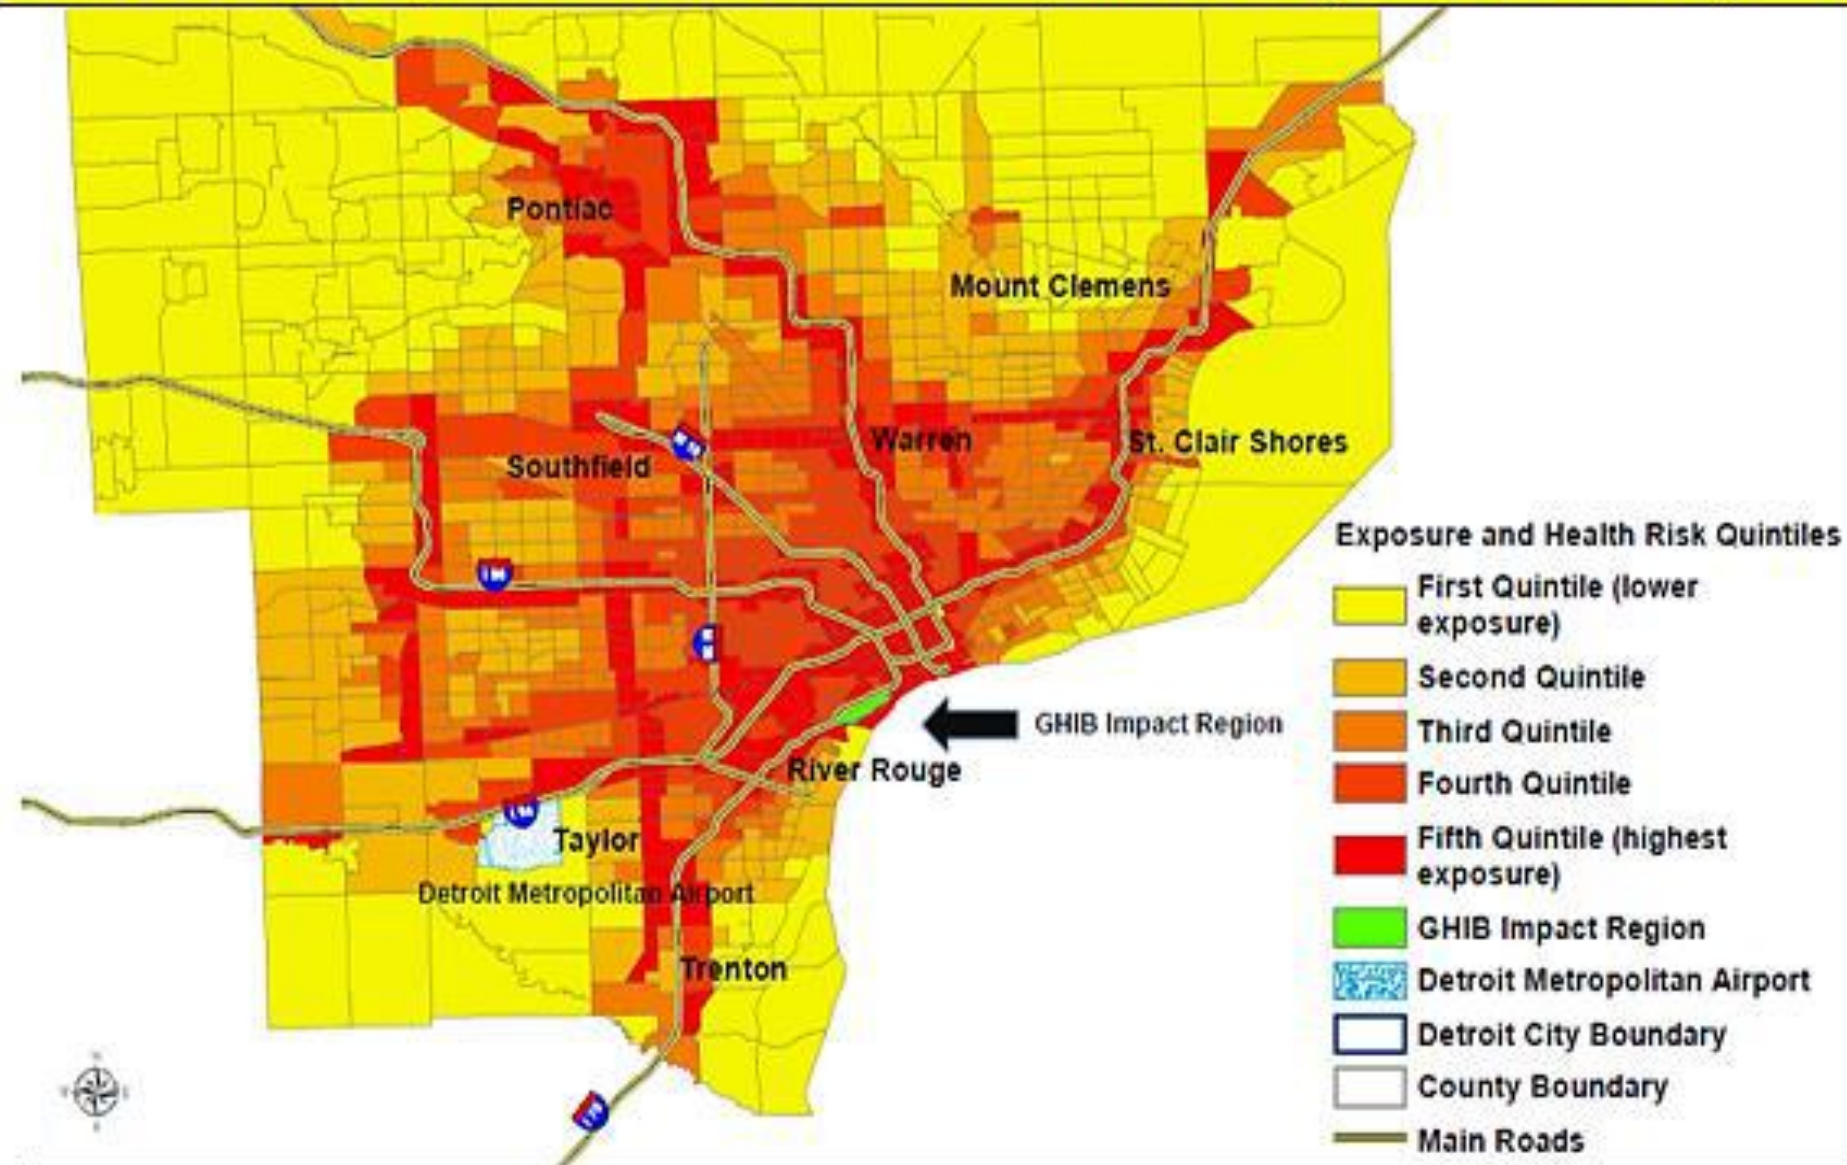 Pontiac
Mount Clemens
Warren
St. Clair Shores
Southfield
GHIB Impact Region
River Rouge
Taylor
Detroit Metropolitan Airport
Trenton
Exposure and Health Risk Quintiles
First Quintile (lower
exposure)
Second Quintile
Third Quintile
Fourth Quintile
Fifth Quintile (highest
exposure)
GHIB Impact Region
Detroit Metropolitan Airport
Detroit City Boundary
County Boundary
Main Roads